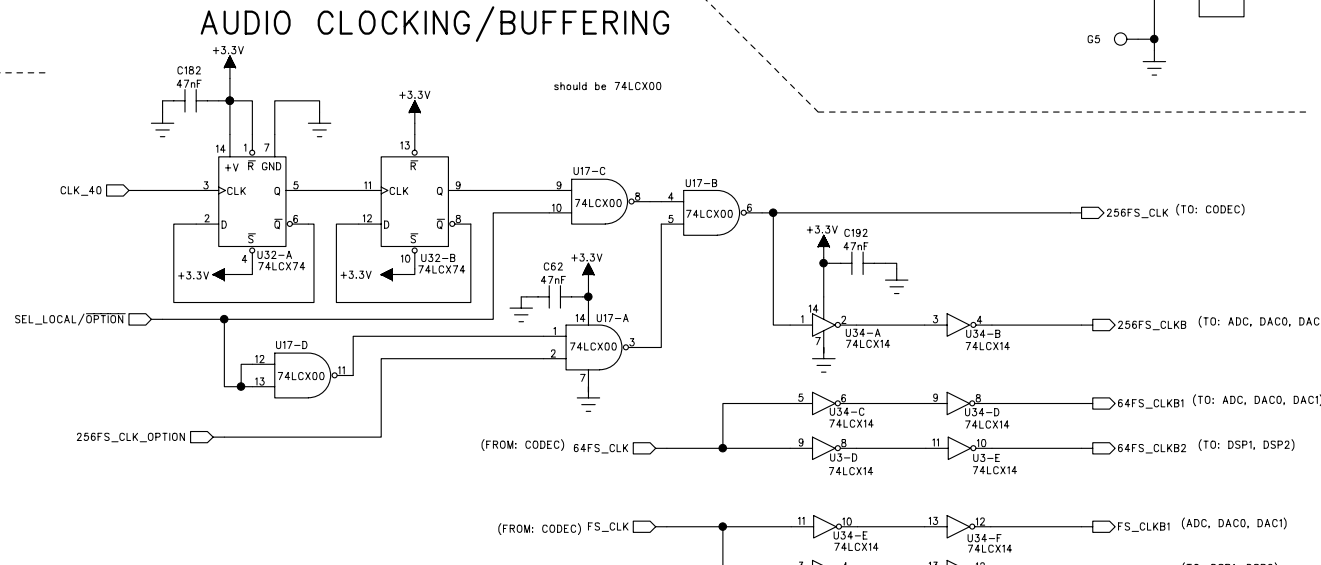 AUDIO CLOCKING/BUFFERING
should be 74LCX00
G5
+3.3V
C182
47nF
14
1
7
+V
R
GND
CLK_40
3
CLK
Q
5
2
D
Q
6
S
4
U32-A
74LCX74
+3.3V
+3.3V
13
R
11
CLK
Q
9
12
D
Q
8
S
10
U32-B
74LCX74
+3.3V
U17-C
9
10
74LCX00
8
U17-B
4
5
74LCX00
6
256FS_CLK (TO: CODEC)
+3.3V
C192
47nF
14
1
2
7
U34-A
74LCX14
3
4
U34-B
74LCX14
256FS_CLKB (TO: ADC, DAC0, DAC
SEL_LOCAL/OPTION
C62
47nF
+3.3V
14
U17-A
1
2
74LCX00
3
7
U17-D
12
13
74LCX00
11
256FS_CLK_OPTION
5
6
U34-C
74LCX14
9
8
U34-D
74LCX14
64FS_CLKB1 (TO: ADC, DAC0, DAC1)
(FROM: CODEC) 64FS_CLK
9
8
U3-D
74LCX14
11
10
U3-E
74LCX14
64FS_CLKB2 (TO: DSP1, DSP2)
(FROM: CODEC) FS_CLK
11
10
U34-E
74LCX14
13
12
U34-F
74LCX14
FS_CLKB1 (ADC, DAC0, DAC1)